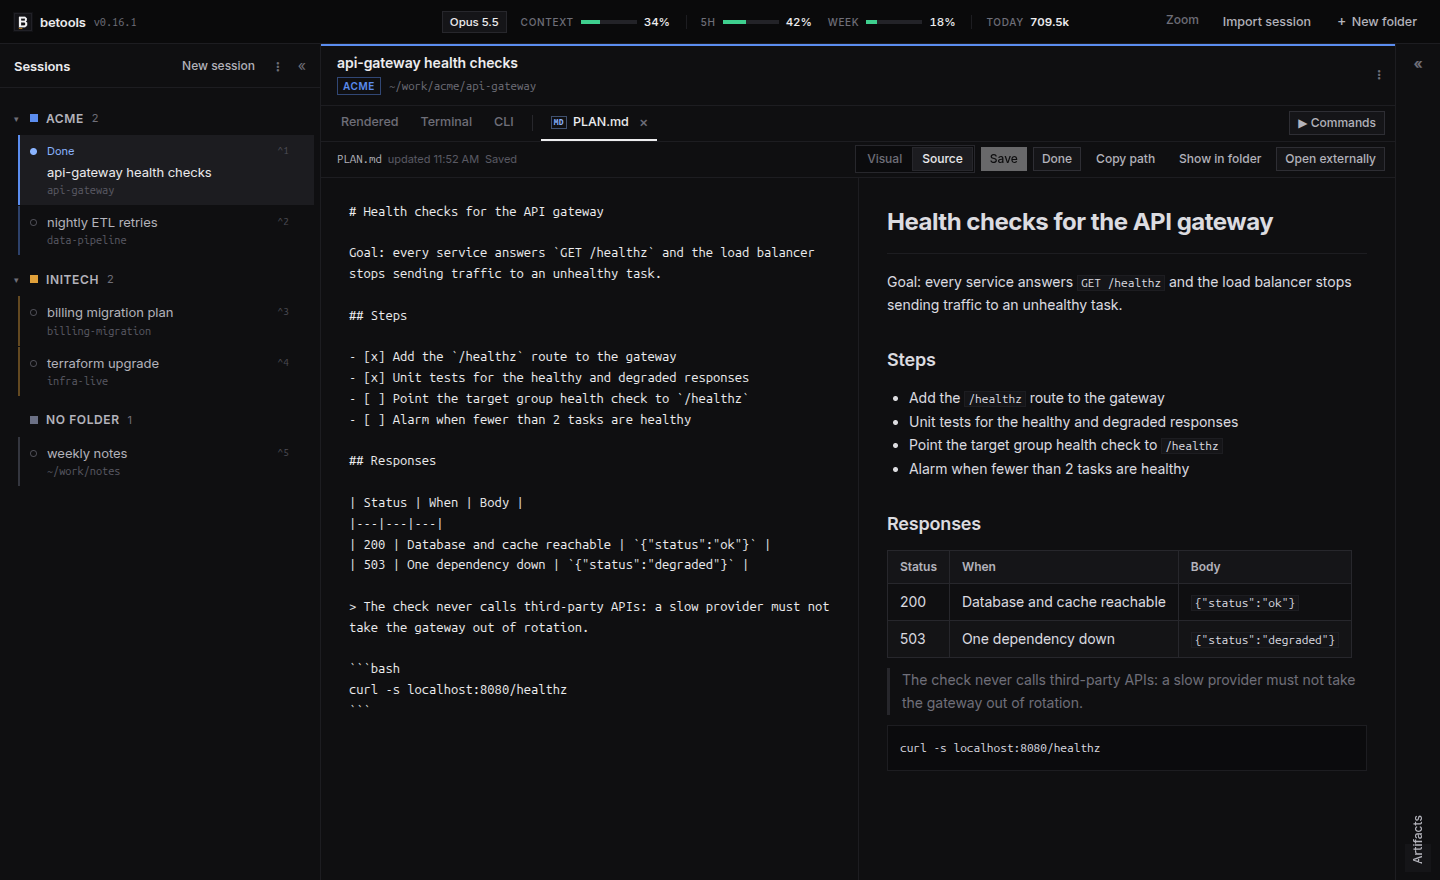 betools v0.16.1
Opus 5.5 CONTEXT 34% 5H 42% WEEK 18% TODAY 709.5k
Zoom Import session + New folder
Sessions New session
ACME 2
Done ^1
api-gateway health checks
api-gateway
nightly ETL retries ^2
data-pipeline
INITECH 2
billing migration plan ^3
billing-migration
terraform upgrade ^4
infra-live
NO FOLDER 1
weekly notes ^5
~/work/notes
api-gateway health checks
ACME ~/work/acme/api-gateway
Rendered Terminal CLI MD PLAN.md × ▶ Commands
PLAN.md updated 11:52 AM Saved Visual Source Save Done Copy path Show in folder Open externally
# Health checks for the API gateway
Goal: every service answers `GET /healthz` and the load balancer
stops sending traffic to an unhealthy task.
## Steps
- [x] Add the `/healthz` route to the gateway
- [x] Unit tests for the healthy and degraded responses
- [ ] Point the target group health check to `/healthz`
- [ ] Alarm when fewer than 2 tasks are healthy
## Responses
| Status | When | Body |
|---|---|---|
| 200 | Database and cache reachable | `{"status":"ok"}` |
| 503 | One dependency down | `{"status":"degraded"}` |
> The check never calls third-party APIs: a slow provider must not
take the gateway out of rotation.
```bash
curl -s localhost:8080/healthz
```
Health checks for the API gateway
Goal: every service answers GET /healthz and the load balancer stops
sending traffic to an unhealthy task.
Steps
• Add the /healthz route to the gateway
• Unit tests for the healthy and degraded responses
• Point the target group health check to /healthz
• Alarm when fewer than 2 tasks are healthy
Responses
Status When Body
200 Database and cache reachable {"status":"ok"}
503 One dependency down {"status":"degraded"}
The check never calls third-party APIs: a slow provider must not take
the gateway out of rotation.
curl -s localhost:8080/healthz
Artifacts